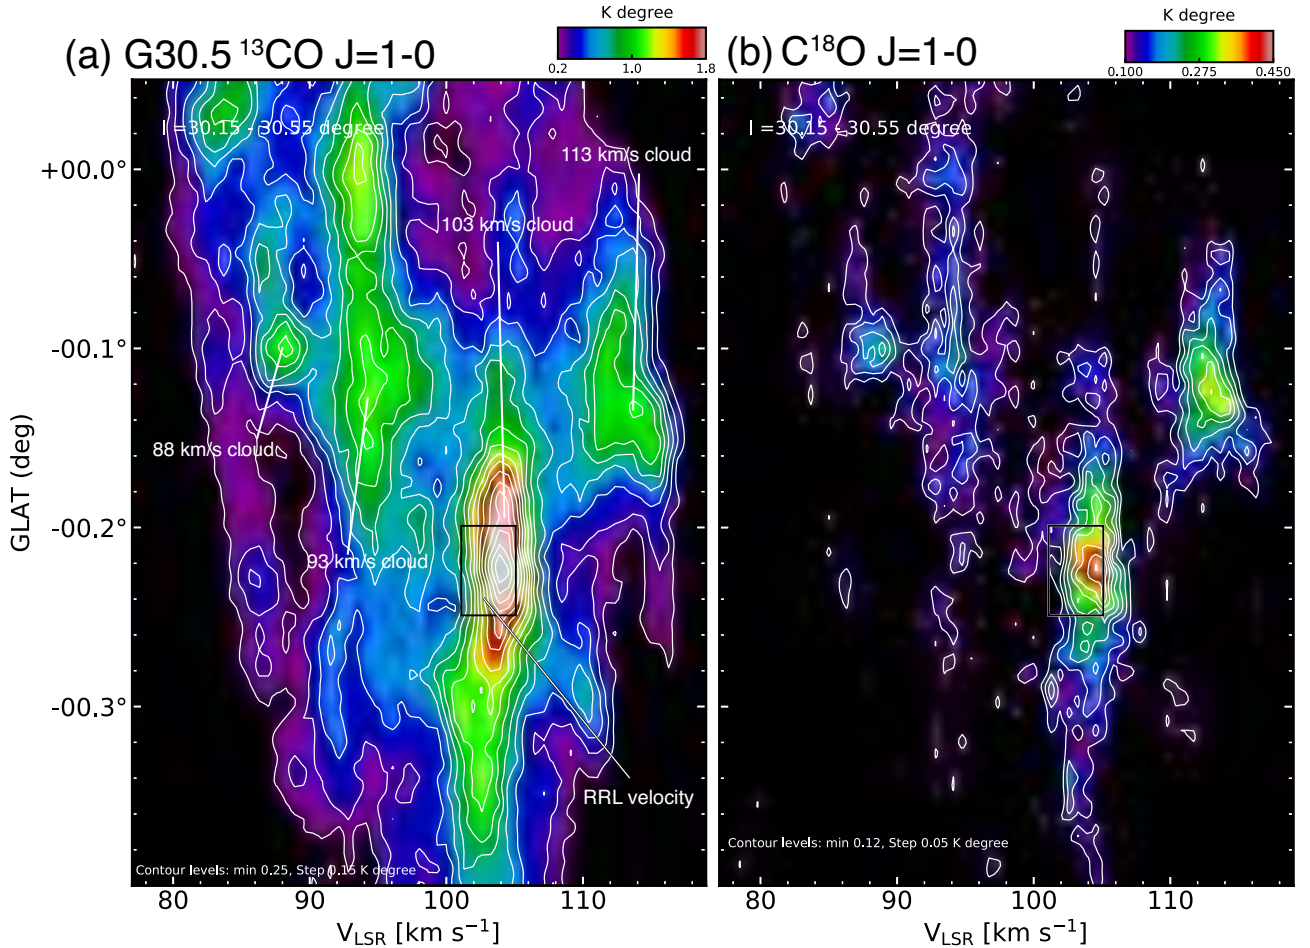 K degree
K degree
(a) G30.5 ¹³CO J=1-0
0.2 1.0 1.8
(b) C¹⁸O J=1-0
0.100 0.275 0.450
l =30.15 - 30.55 degree
l =30.15 - 30.55 degree
113 km/s cloud
+00.0°
103 km/s cloud
-00.1°
88 km/s cloud
GLAT (deg)
-00.2°
93 km/s cloud
-00.3°
RRL velocity
Contour levels: min 0.25, Step 0.15 K degree
Contour levels: min 0.12, Step 0.05 K degree
80 90 100 110
80 90 100 110
V_LSR [km s⁻¹]
V_LSR [km s⁻¹]